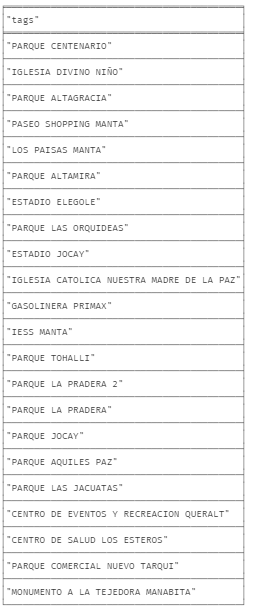 "tags"
"PARQUE CENTENARIO"
"IGLESIA DIVINO NIÑO"
"PARQUE ALTAGRACIA"
"PASEO SHOPPING MANTA"
"LOS PAISAS MANTA"
"PARQUE ALTAMIRA"
"ESTADIO ELEGOLE"
"PARQUE LAS ORQUIDEAS"
"ESTADIO JOCAY"
"IGLESIA CATOLICA NUESTRA MADRE DE LA PAZ"
"GASOLINERA PRIMAX"
"IESS MANTA"
"PARQUE TOHALLI"
"PARQUE LA PRADERA 2"
"PARQUE LA PRADERA"
"PARQUE JOCAY"
"PARQUE AQUILES PAZ"
"PARQUE LAS JACUATAS"
"CENTRO DE EVENTOS Y RECREACION QUERALT"
"CENTRO DE SALUD LOS ESTEROS"
"PARQUE COMERCIAL NUEVO TARQUI"
"MONUMENTO A LA TEJEDORA MANABITA"